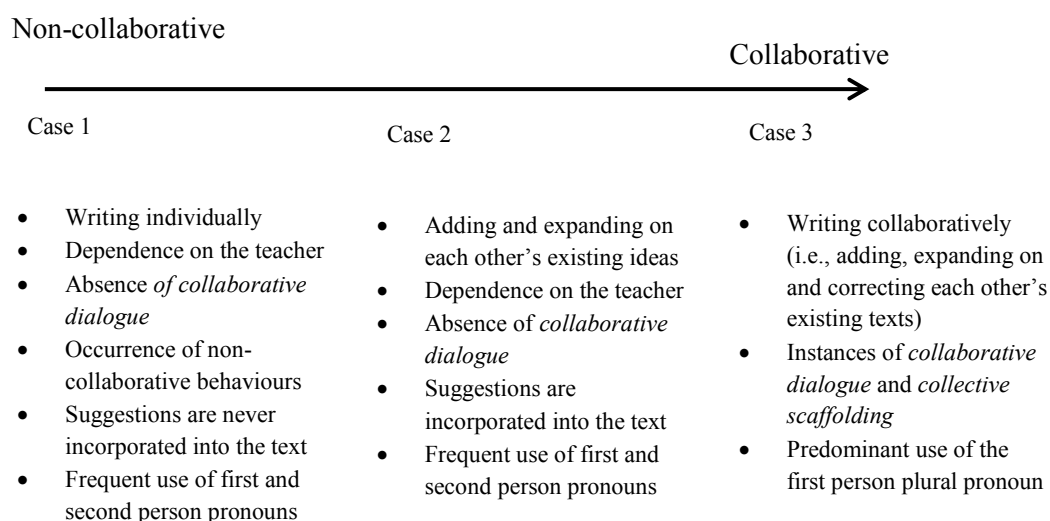 Non-collaborative
Collaborative
Case 1
Case 2
Case 3
• Writing individually
• Dependence on the teacher
• Absence of collaborative
dialogue
• Occurrence of non-
collaborative behaviours
• Suggestions are never
incorporated into the text
• Frequent use of first and
second person pronouns
• Adding and expanding on
each other’s existing ideas
• Dependence on the teacher
• Absence of collaborative
dialogue
• Suggestions are
incorporated into the text
• Frequent use of first and
second person pronouns
• Writing collaboratively
(i.e., adding, expanding on
and correcting each other’s
existing texts)
• Instances of collaborative
dialogue and collective
scaffolding
• Predominant use of the
first person plural pronoun